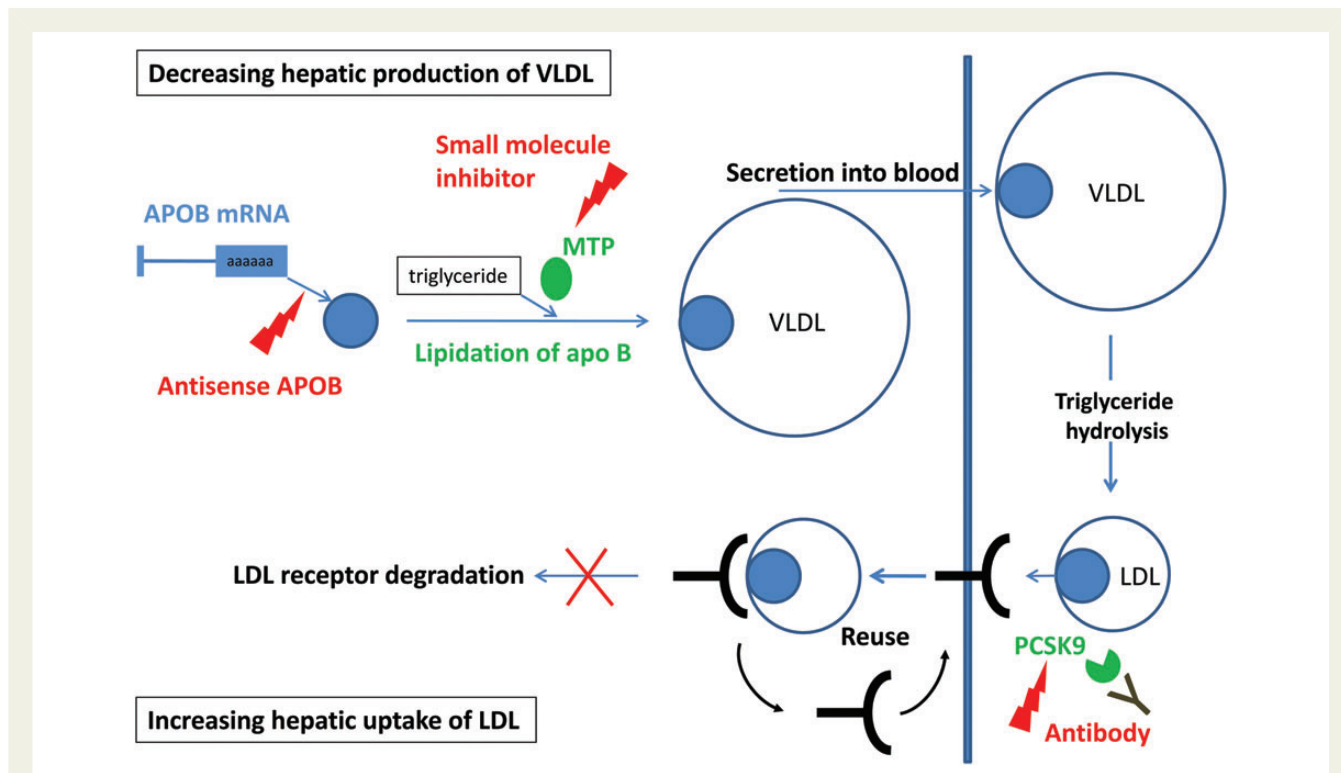 Decreasing hepatic production of VLDL
Small molecule
inhibitor
APOB mRNA
aaaaaa
MTP
triglyceride
Lipidation of apo B
Antisense APOB
VLDL
Secretion into blood
VLDL
Triglyceride
hydrolysis
LDL receptor degradation
LDL
Reuse
PCSK9
Antibody
Increasing hepatic uptake of LDL